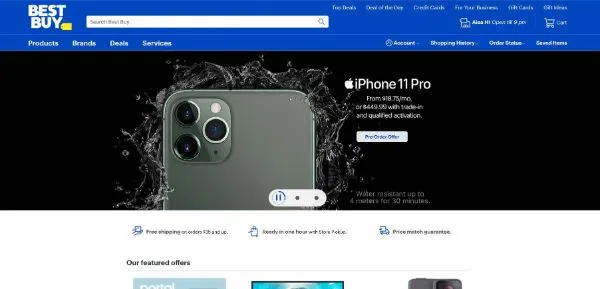 Top Deals Deal of the Day Credit Cards For Your Business Gift Cards Gift Ideas
BEST
BUY
Search Best Buy
Aiea HI Open till 9 pm
Cart
Products Brands Deals Services
Account Shopping History Order Status Saved Items
iPhone 11 Pro
From $18.75/mo.
or $449.99 with trade-in
and qualified activation.
Pre-Order Offer
Water resistant up to
4 meters for 30 minutes.
Free shipping on orders $35 and up.
Ready in one hour with Store Pickup.
Price match guarantee.
Our featured offers
portal